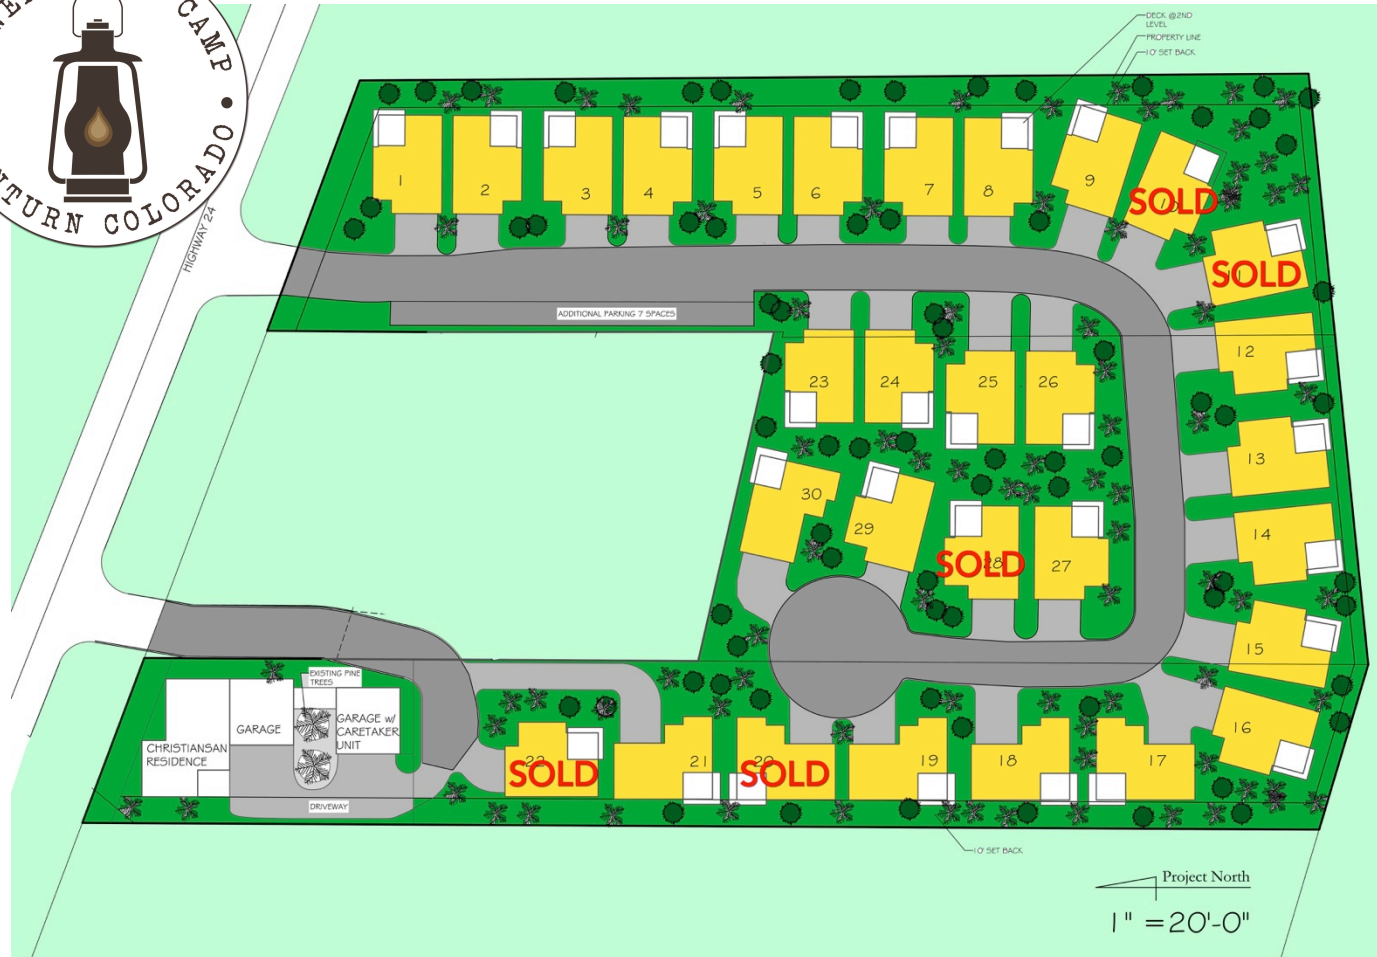 CAMP
TURN COLORADO •
HIGHWAY 24
DECK @2ND
LEVEL
PROPERTY LINE
10' SET BACK
1
2
3
4
5
6
7
8
9
SOLD
SOLD
ADDITIONAL PARKING 7 SPACES
12
23
24
25
26
13
30
29
14
SOLD
28
27
15
EXISTING PINE
TREES
GARAGE
GARAGE w/
CARETAKER
UNIT
CHRISTIANSAN
RESIDENCE
DRIVEWAY
22
SOLD
21
20
SOLD
19
18
17
16
10' SET BACK
Project North
1" =20'-0"